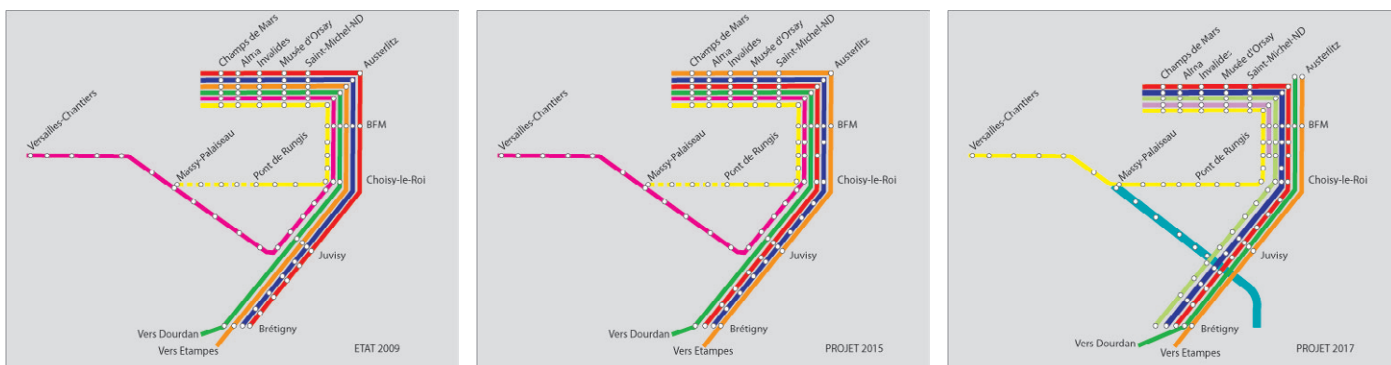 Champs de Mars
Alma
Invalides
Musée d'Orsay
Saint-Michel-ND
Austerlitz
Versailles-Chantiers
BFM
Massy-Palaiseau
Pont de Rungis
Choisy-le-Roi
Juvisy
Brétigny
Vers Dourdan
Vers Etampes
ETAT 2009
Champs de Mars
Alma
Invalides
Musée d'Orsay
Saint-Michel-ND
Austerlitz
Versailles-Chantiers
BFM
Massy-Palaiseau
Pont de Rungis
Choisy-le-Roi
Juvisy
Brétigny
Vers Dourdan
Vers Etampes
PROJET 2015
Champs de Mars
Alma
Invalides
Musée d'Orsay
Saint-Michel-ND
Austerlitz
Versailles-Chantiers
BFM
Massy-Palaiseau
Pont de Rungis
Choisy-le-Roi
Juvisy
Brétigny
Vers Dourdan
Vers Etampes
PROJET 2017